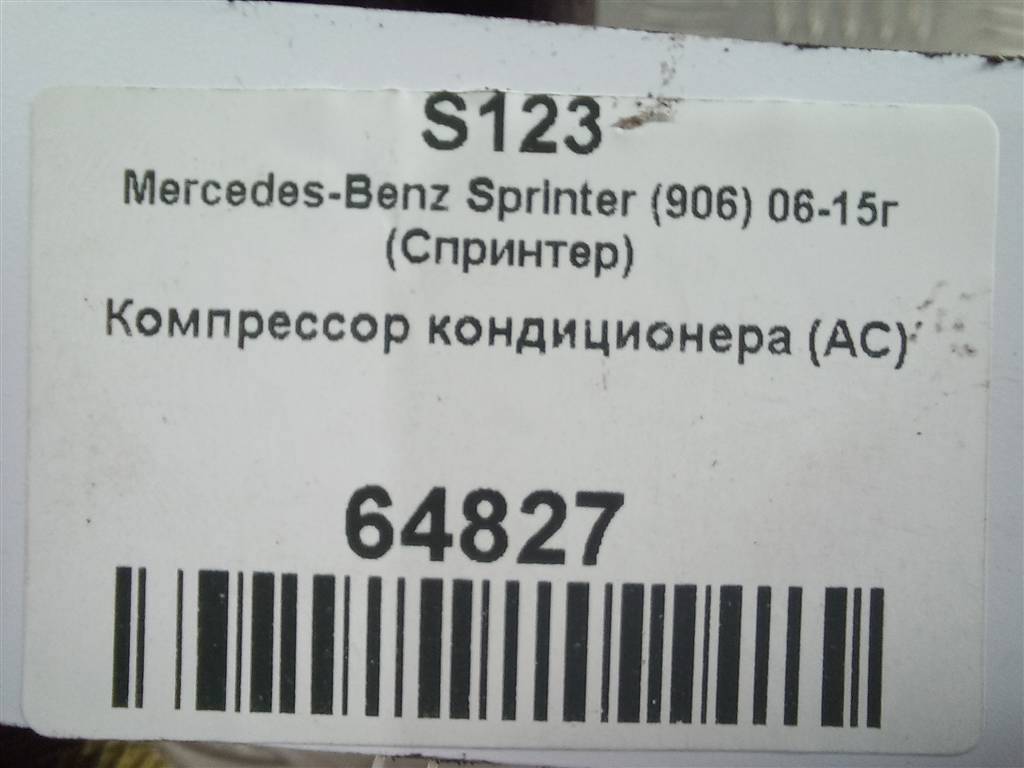 S123
Mercedes-Benz Sprinter (906) 06-15г
(Спринтер)
Компрессор кондиционера (AC)
64827